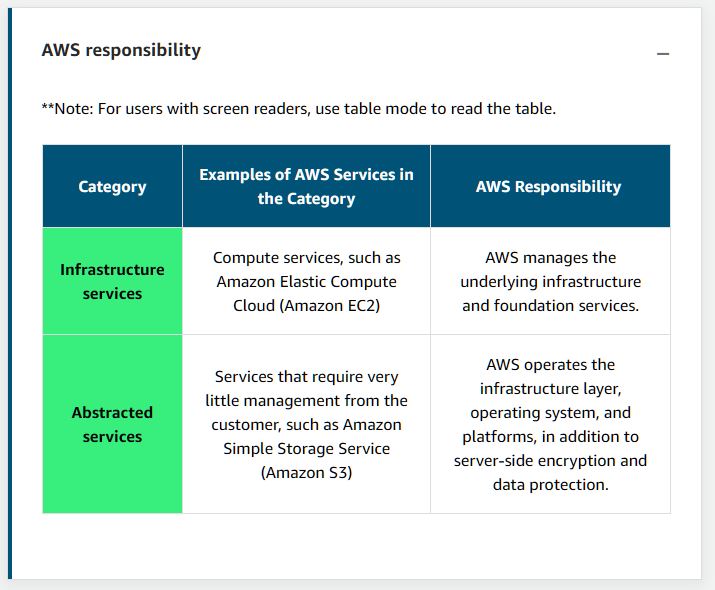 AWS responsibility
**Note: For users with screen readers, use table mode to read the table.
Category
Examples of AWS Services in
the Category
AWS Responsibility
Infrastructure
services
Compute services, such as
Amazon Elastic Compute
Cloud (Amazon EC2)
AWS manages the
underlying infrastructure
and foundation services.
Abstracted
services
Services that require very
little management from the
customer, such as Amazon
Simple Storage Service
(Amazon S3)
AWS operates the
infrastructure layer,
operating system, and
platforms, in addition to
server-side encryption and
data protection.